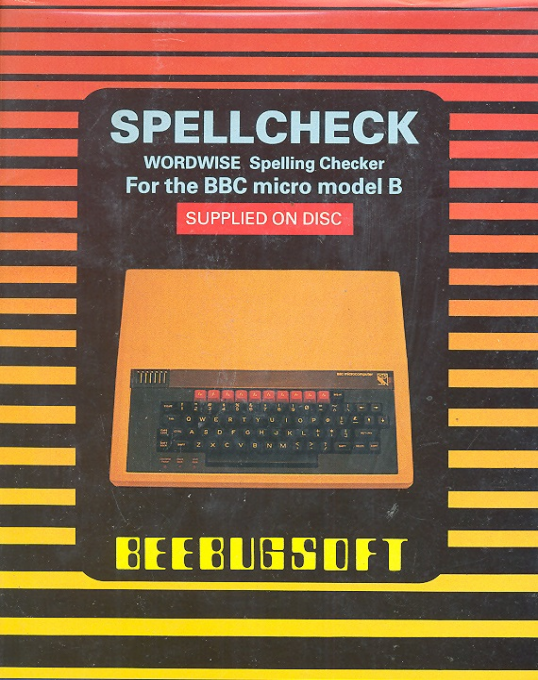 SPELLCHECK
WORDWISE Spelling Checker
For the BBC micro model B
SUPPLIED ON DISC
Q W E R T Y U I O P
A S D F G H J K L
Z X C V B N M
BEEBUGSOFT